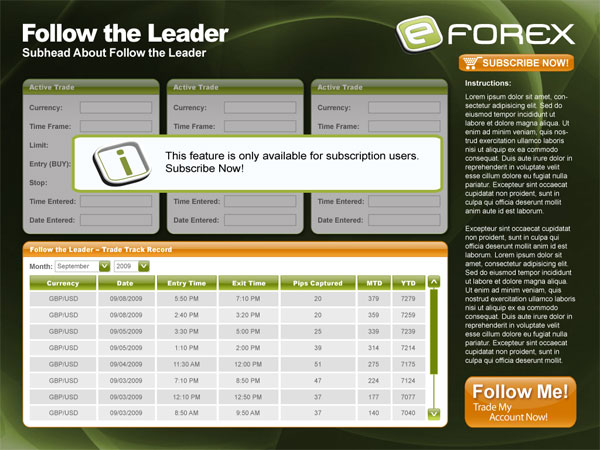 Follow the Leader
Subhead About Follow the Leader
e FOREX
SUBSCRIBE NOW!
Active Trade Active Trade Active Trade
Currency: Currency: Currency:
Time Frame: Time Frame: Time Frame:
Limit:
Entry (BUY):
Stop:
Time Entered: Time Entered: Time Entered:
Date Entered: Date Entered: Date Entered:
This feature is only available for subscription users.
Subscribe Now!
Follow the Leader – Trade Track Record
Month: September 2009
Currency Date Entry Time Exit Time Pips Captured MTD YTD
GBP/USD 09/08/2009 5:50 PM 7:10 PM 20 379 7279
GBP/USD 09/08/2009 2:40 PM 3:20 PM 20 359 7259
GBP/USD 09/05/2009 3:30 PM 5:00 PM 25 339 7239
GBP/USD 09/05/2009 1:10 PM 2:00 PM 39 314 7214
GBP/USD 09/04/2009 11:30 AM 12:00 PM 51 275 7175
GBP/USD 09/03/2009 7:10 PM 8:50 PM 47 224 7124
GBP/USD 09/03/2009 12:10 PM 12:50 PM 37 177 7077
GBP/USD 09/03/2009 8:50 AM 9:50 AM 37 140 7040
Instructions:
Lorem ipsum dolor sit amet, con-
sectetur adipisicing elit, sed do
eiusmod tempor incididunt ut
labore et dolore magna aliqua. Ut
enim ad minim veniam, quis nos-
trud exercitation ullamco laboris
nisi ut aliquip ex ea commodo
consequat. Duis aute irure dolor in
reprehenderit in voluptate velit
esse cillum dolore eu fugiat nulla
pariatur. Excepteur sint occaecat
cupidatat non proident, sunt in
culpa qui officia deserunt mollit
anim aute id est laborum.
Excepteur sint occaecat cupidatat
non proident, sunt in culpa qui
officia deserunt mollit anim id est
laborum. Lorem ipsum dolor sit
amet, consectetur adipisicing elit,
sed do eiusmod tempor incididunt
ut labore et dolore magna aliqua.
Ut enim ad minim veniam, quis
nostrud exercitation ullamco laboris
nisi ut aliquip ex ea commodo
consequat. Duis aute irure dolor in
reprehenderit in voluptate velit
esse cillum dolore eu fugiat nulla
pariatur. Excepteur sint occaecat
cupidatat non proident, sunt in
culpa qui officia deserunt mollit
anim id est laborum.
Follow Me!
Trade My
Account Now!